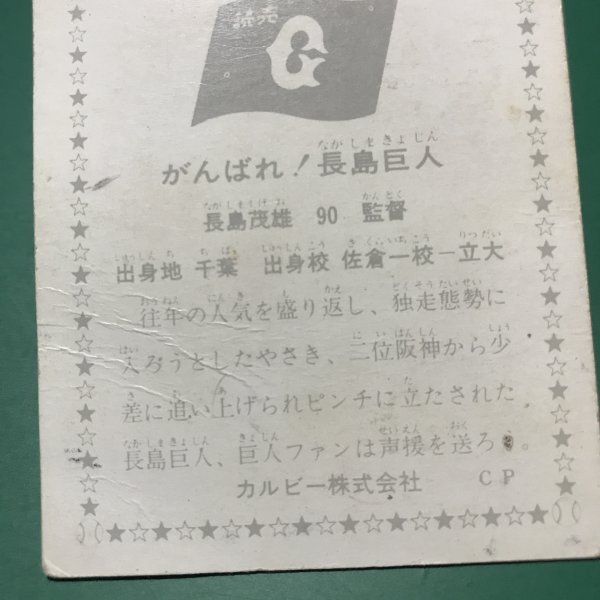 読売
G
がんばれ！長島巨人
長島茂雄 90 監督
出身地 千葉 出身校 佐倉一校ー立大
往年の人気を盛り返し、独走態勢に
入ろうとしたやさき、二位阪神から少
差に追い上げられピンチに立たされた
長島巨人、巨人ファンは声援を送ろう。
カルビー株式会社 CP